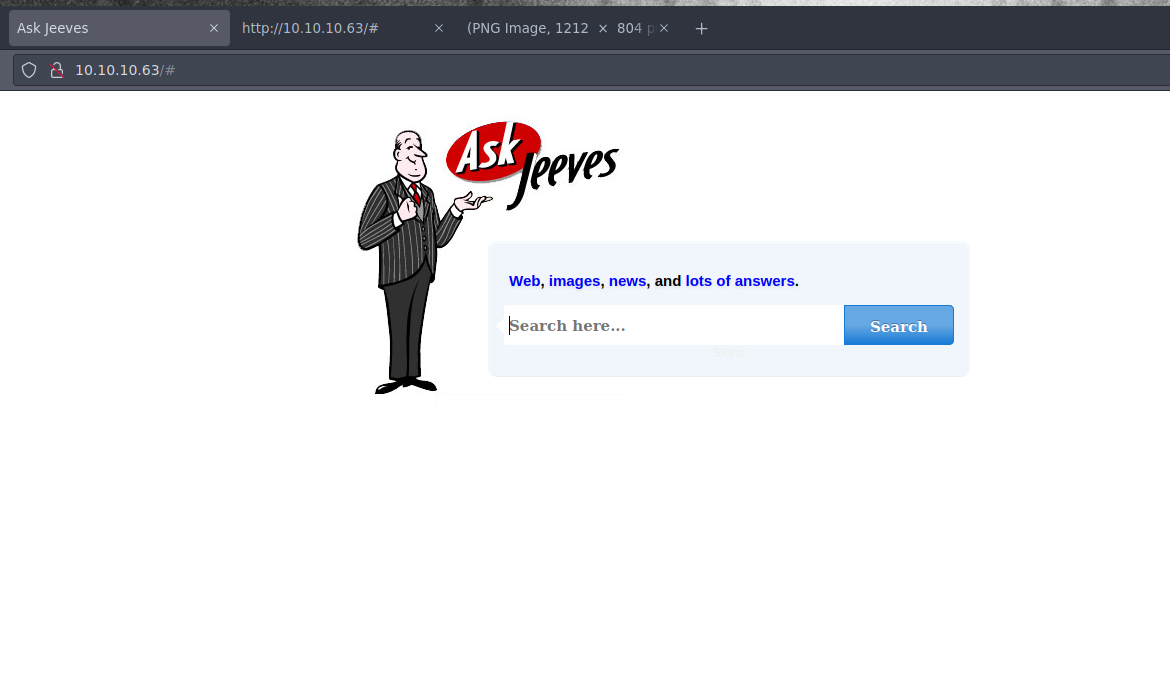 Ask Jeeves
http://10.10.10.63/#
(PNG Image, 1212 × 804 p
10.10.10.63/#
Ask
Jeeves
Web, images, news, and lots of answers.
Search here...
Search